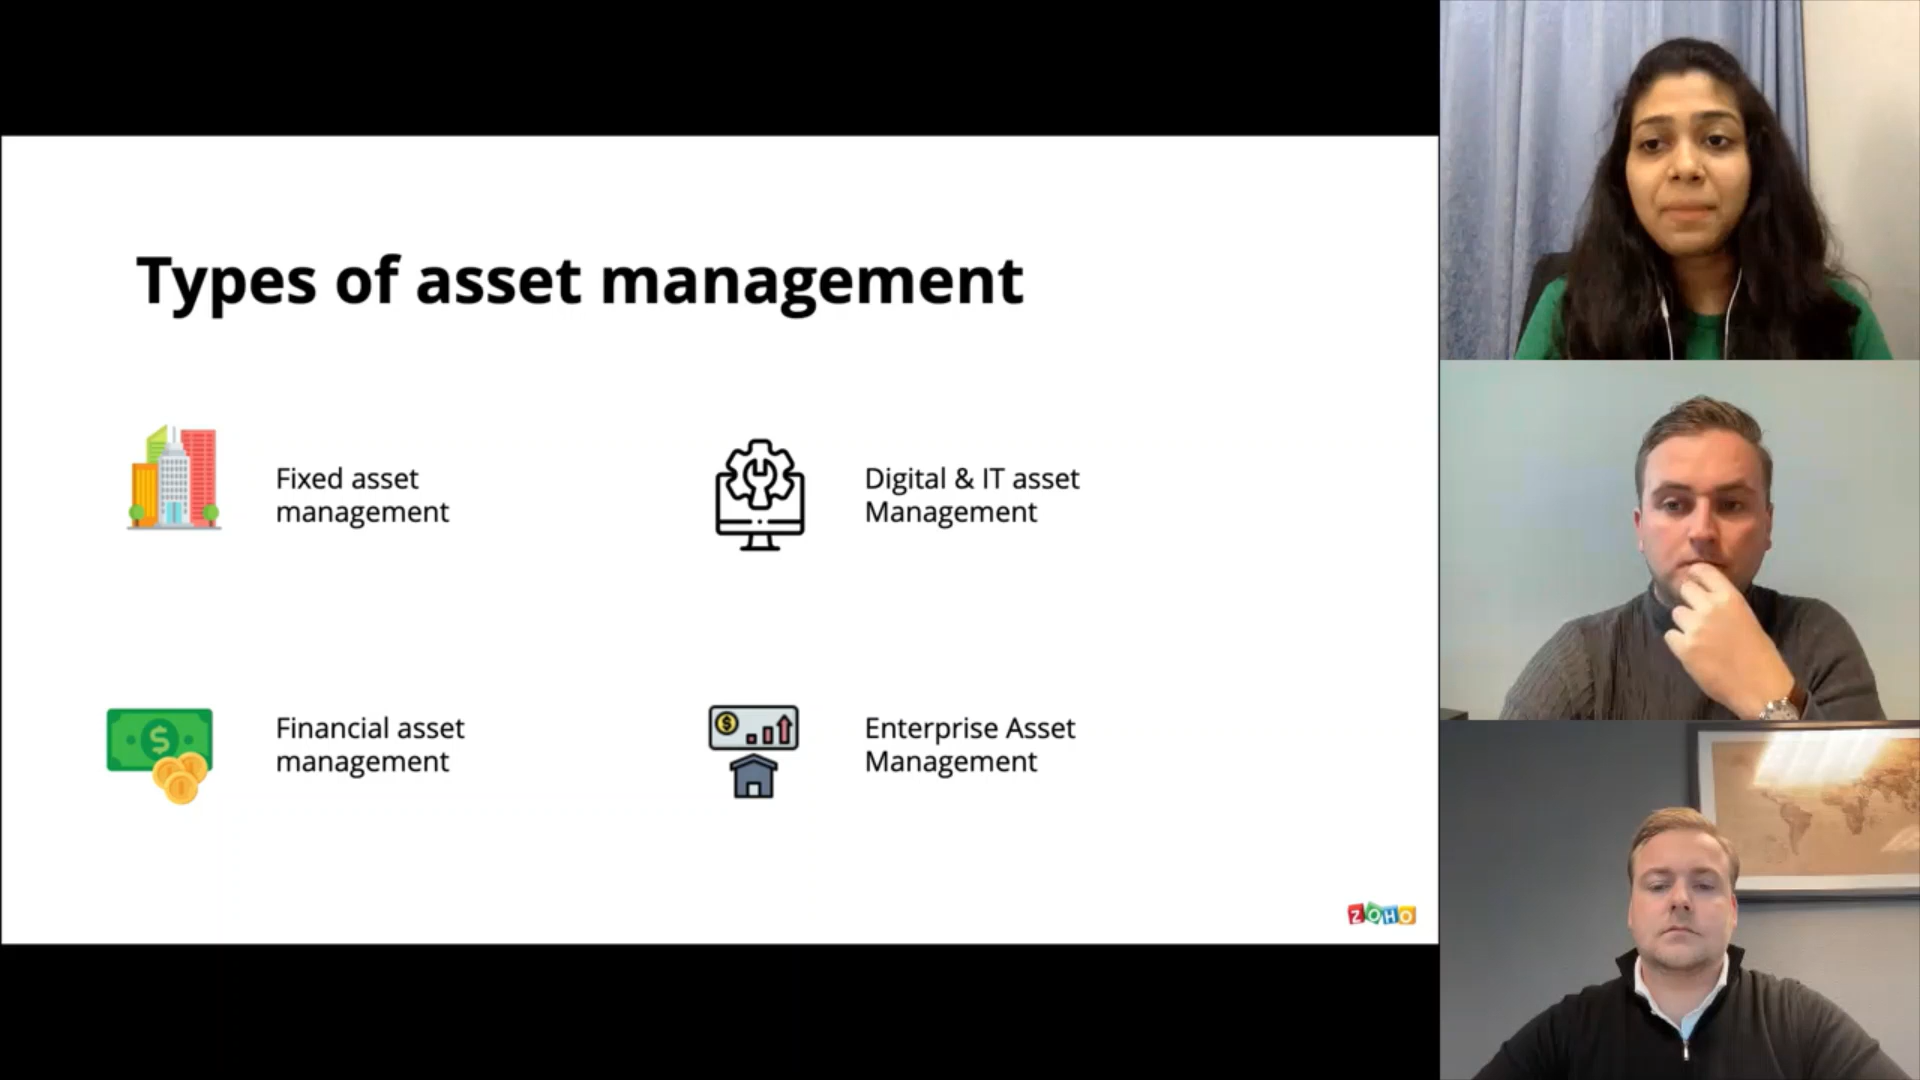 Types of asset management
Fixed asset
management
Digital & IT asset
Management
Financial asset
management
Enterprise Asset
Management
ZOHO